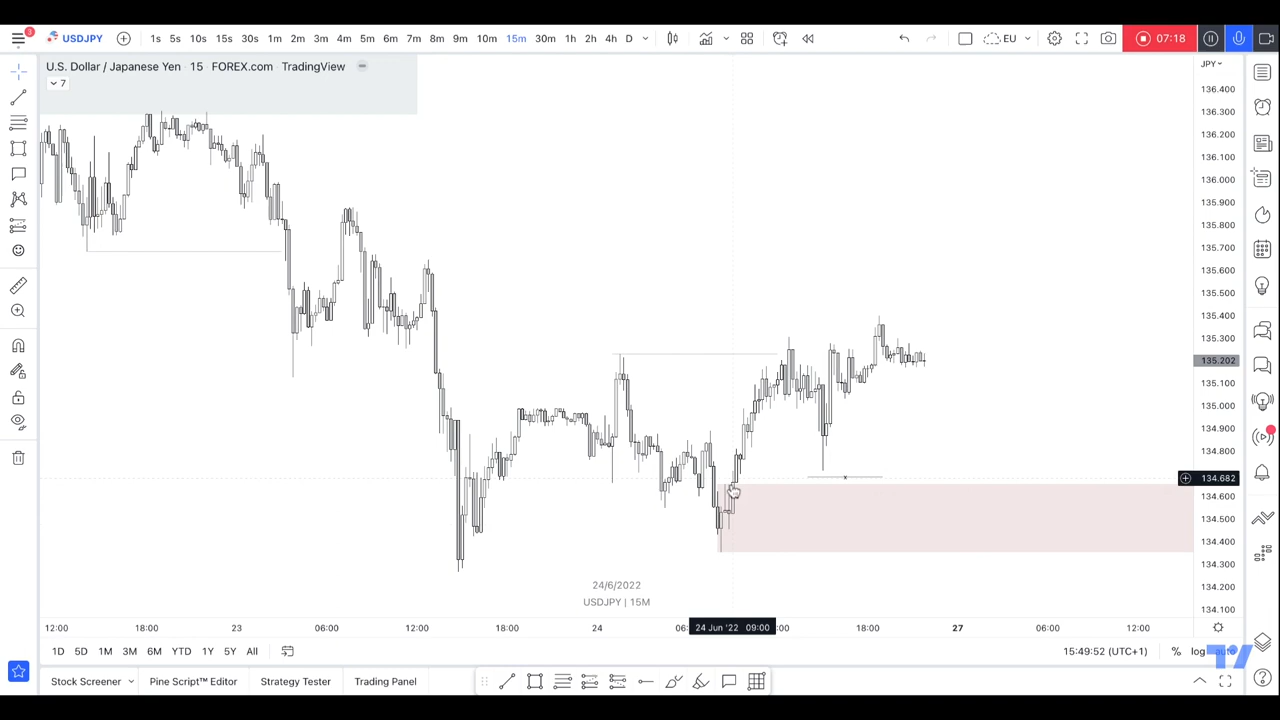 3
USDJPY
1s 5s 10s 15s 30s 1m 2m 3m 4m 5m 6m 7m 8m 9m 10m 15m 30m 1h 2h 4h D
EU
07:18
U.S. Dollar / Japanese Yen · 15 · FOREX.com · TradingView
7
JPY
136.400
136.300
136.200
136.100
136.000
135.900
135.800
135.700
135.600
135.500
135.400
135.300
135.202
135.100
135.000
134.900
134.800
x
134.682
134.600
134.500
134.400
134.300
134.200
134.100
24/6/2022
USDJPY | 15M
12:00 18:00 23 06:00 12:00 18:00 24 06: 24 Jun '22 09:00 :00 18:00 27 06:00 12:00
1D 5D 1M 3M 6M YTD 1Y 5Y All
15:49:52 (UTC+1) % log auto
Stock Screener Pine Script™ Editor Strategy Tester Trading Panel